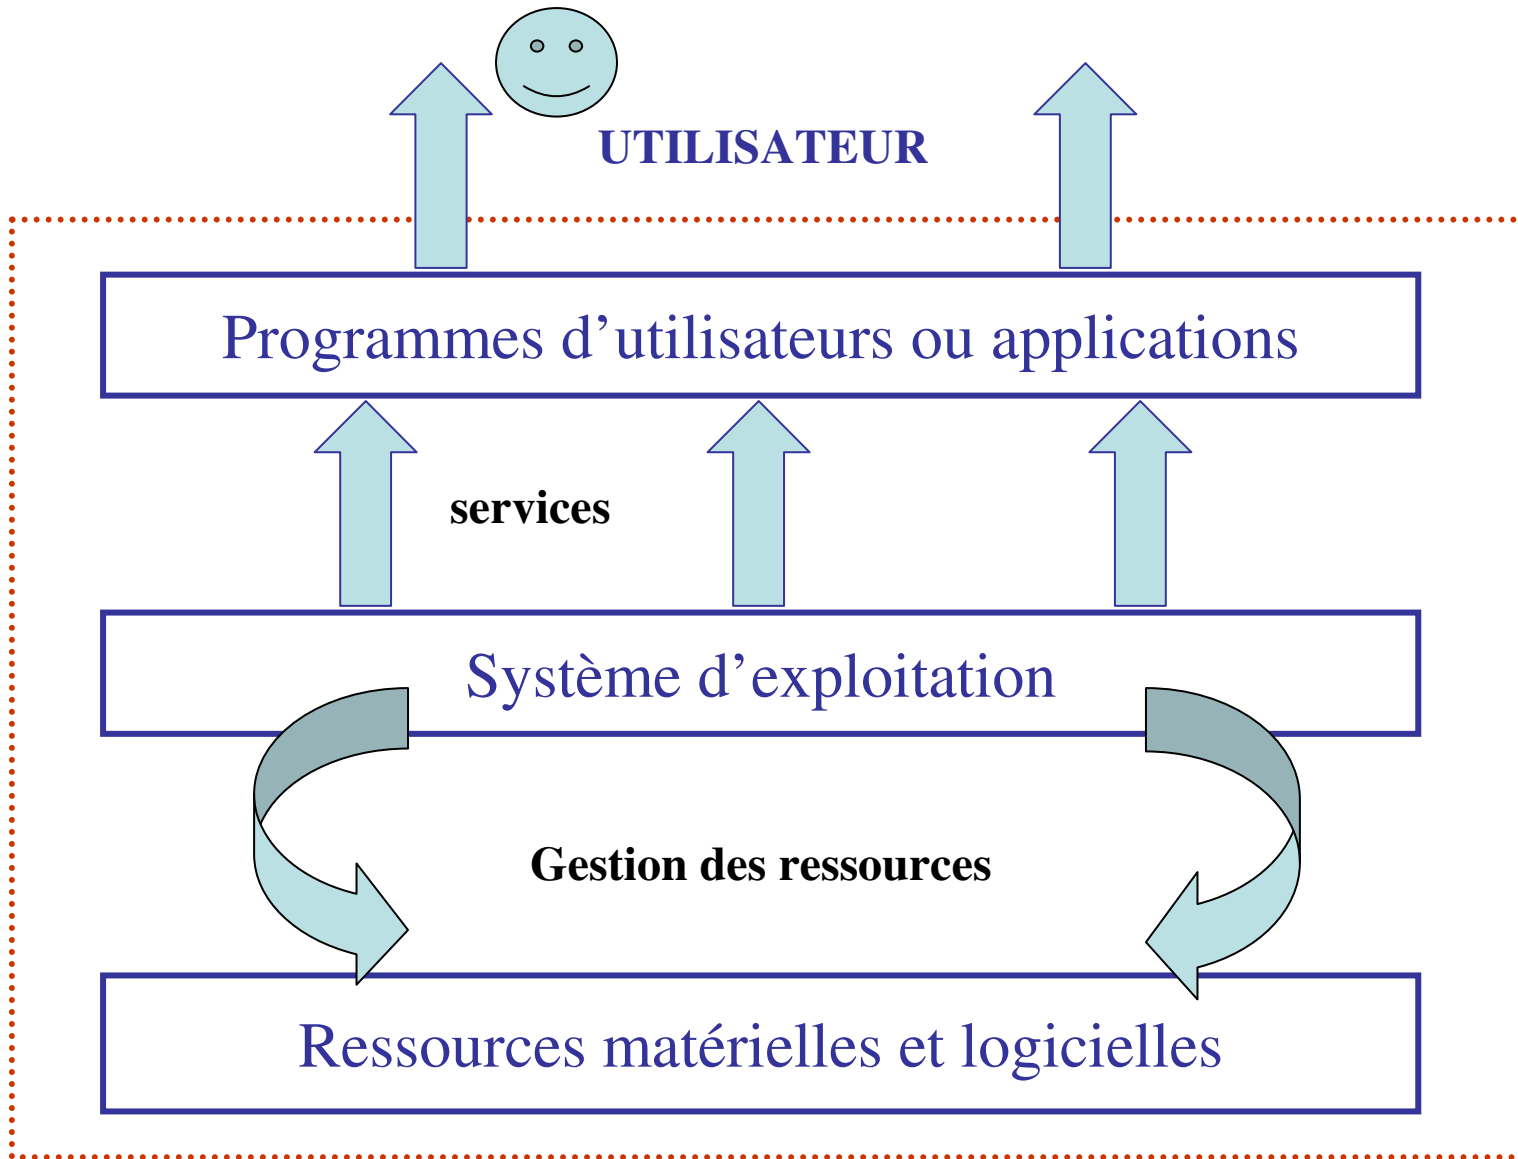 UTILISATEUR
Programmes d’utilisateurs ou applications
services
Système d’exploitation
Gestion des ressources
Ressources matérielles et logicielles